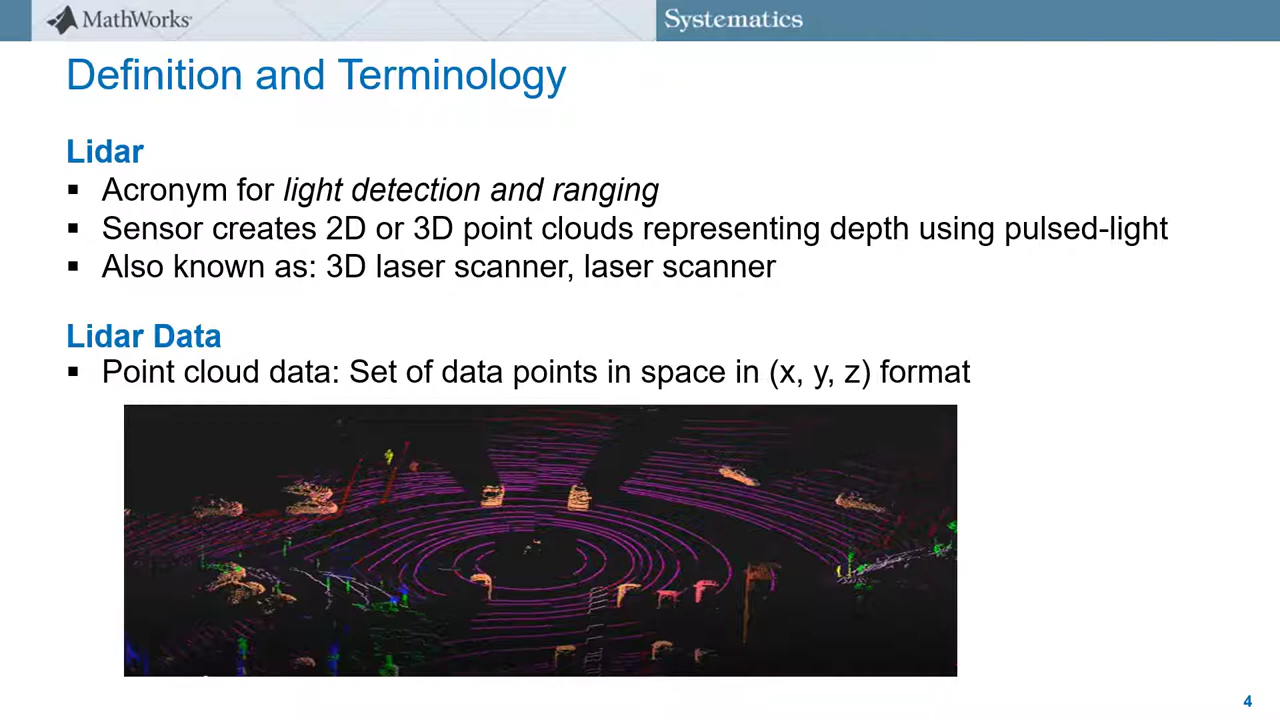 MathWorks
Systematics
Definition and Terminology
Lidar
▪ Acronym for light detection and ranging
▪ Sensor creates 2D or 3D point clouds representing depth using pulsed-light
▪ Also known as: 3D laser scanner, laser scanner
Lidar Data
▪ Point cloud data: Set of data points in space in (x, y, z) format
4